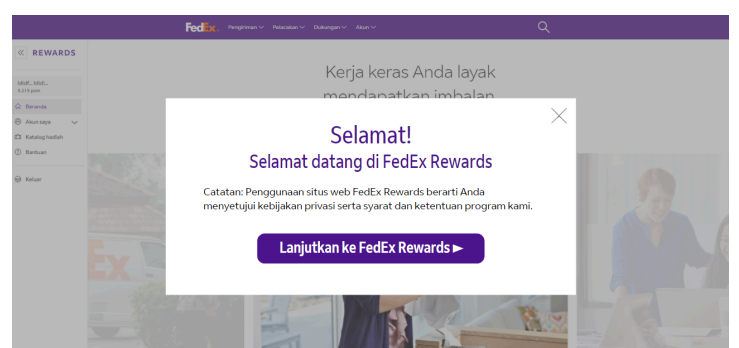 FedEx. Pengiriman Pelacakan Dukungan Akun
« REWARDS
Beranda
Akun saya
Katalog hadiah
Bantuan
Keluar
Kerja keras Anda layak
mendapatkan imbalan
Selamat!
Selamat datang di FedEx Rewards
Catatan: Penggunaan situs web FedEx Rewards berarti Anda
menyetujui kebijakan privasi serta syarat dan ketentuan program kami.
Lanjutkan ke FedEx Rewards ►
Ex